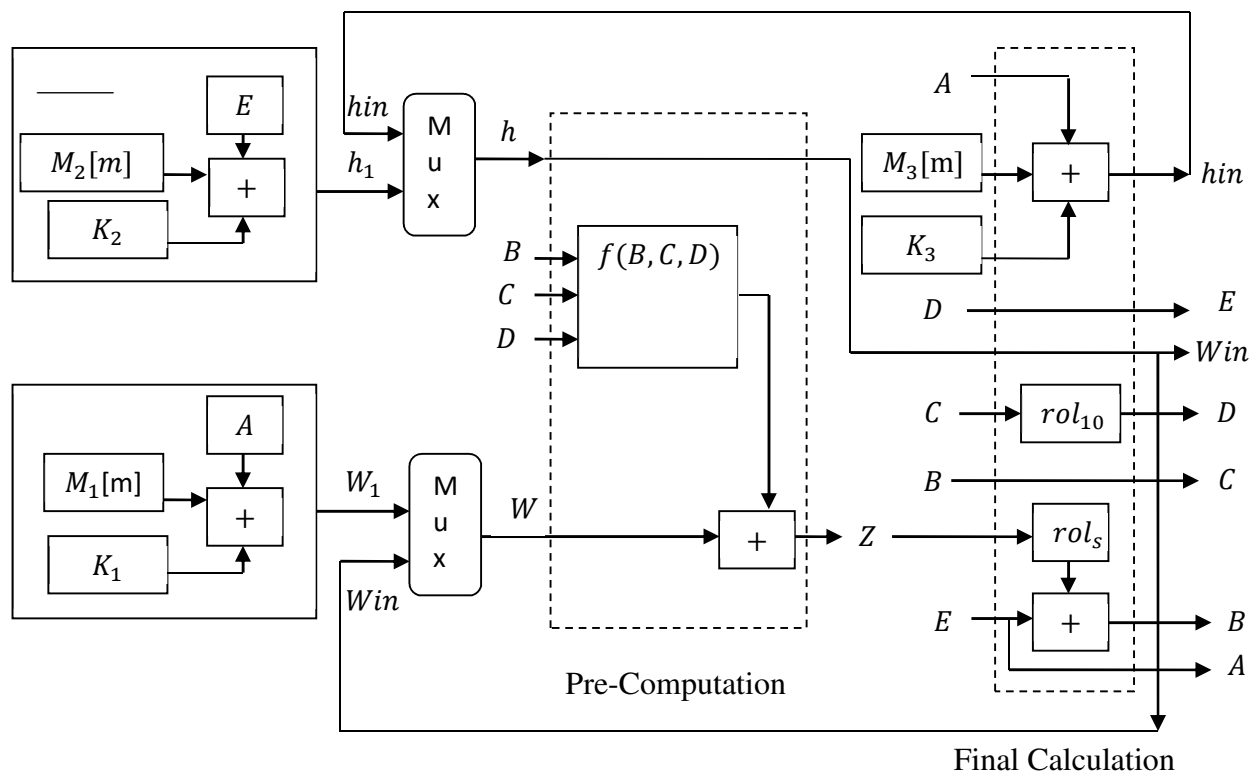 E
M₂[m]
+
K₂
hin
h₁
M
u
x
h
A
M₃[m]
+
K₃
hin
B
C
D
f(B, C, D)
D
E
Win
A
M₁[m]
+
K₁
W₁
Win
M
u
x
W
+
Z
C
rol₁₀
D
B
C
rolₛ
E
+
B
A
Pre-Computation
Final Calculation